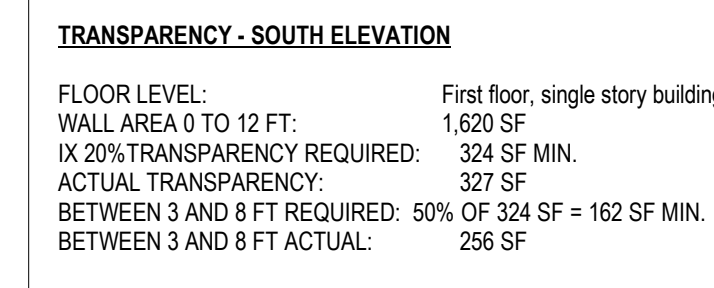 TRANSPARENCY - SOUTH ELEVATION
FLOOR LEVEL: First floor, single story building
WALL AREA 0 TO 12 FT: 1,620 SF
IX 20%TRANSPARENCY REQUIRED: 324 SF MIN.
ACTUAL TRANSPARENCY: 327 SF
BETWEEN 3 AND 8 FT REQUIRED: 50% OF 324 SF = 162 SF MIN.
BETWEEN 3 AND 8 FT ACTUAL: 256 SF